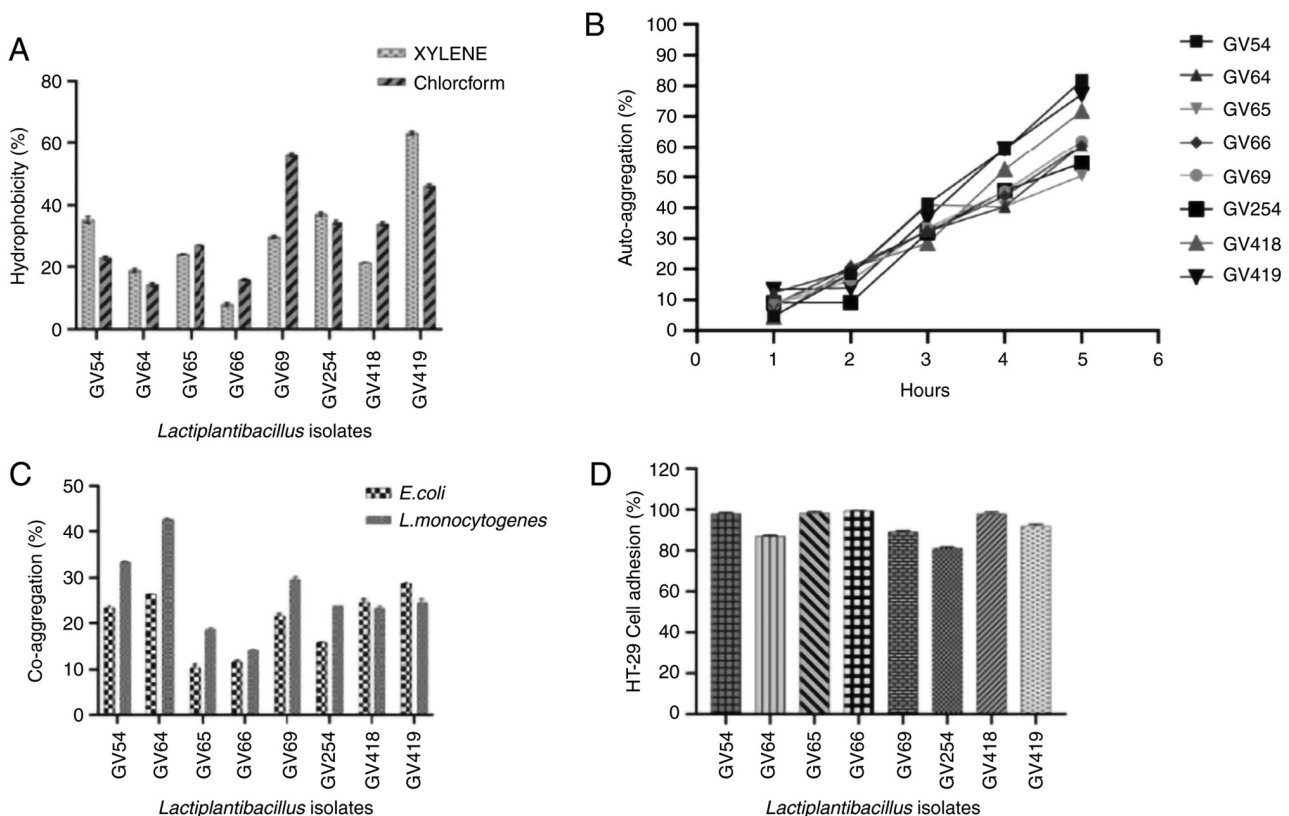 A
XYLENE
Chlorcform
80
60
40
20
0
Hydrophobicity (%)
GV54
GV64
GV65
GV66
GV69
GV254
GV418
GV419
Lactiplantibacillus isolates
B
100
90
80
70
60
50
40
30
20
10
0
Auto-aggregation (%)
0 1 2 3 4 5 6
Hours
GV54
GV64
GV65
GV66
GV69
GV254
GV418
GV419
C
E.coli
L.monocytogenes
50
40
30
20
10
0
Co-aggregation (%)
GV54
GV64
GV65
GV66
GV69
GV254
GV418
GV419
Lactiplantibacillus isolates
D
120
100
80
60
40
20
0
HT-29 Cell adhesion (%)
GV54
GV64
GV65
GV66
GV69
GV254
GV418
GV419
Lactiplantibacillus isolates